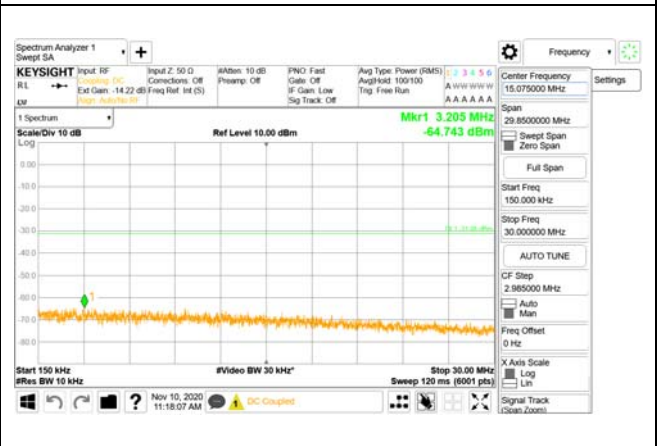 Spectrum Analyzer 1
Swept SA
+
Frequency
KEYSIGHT
RL
Input: RF
Coupling: DC
Ext Gain: -14.22 dB
Align: Auto/No RF
Input Z: 50 Ω
Corrections: Off
Freq Ref: Int (S)
#Atten: 10 dB
Preamp: Off
PNO: Fast
Gate: Off
IF Gain: Low
Sig Track: Off
Avg Type: Power (RMS)
Avg|Hold: 100/100
Trig: Free Run
1 2 3 4 5 6
A W W W W W
A A A A A A
Center Frequency
15.075000 MHz
Settings
1 Spectrum
Scale/Div 10 dB
Log
Ref Level 10.00 dBm
Mkr1 3.205 MHz
-64.743 dBm
Span
29.8500000 MHz
Swept Span
Zero Span
Full Span
Start Freq
150.000 kHz
Stop Freq
30.000000 MHz
AUTO TUNE
CF Step
2.985000 MHz
Auto
Man
Freq Offset
0 Hz
X Axis Scale
Log
Lin
Signal Track
(Span Zoom)
0.00
-10.0
-20.0
-30.0
-40.0
-50.0
-60.0
-70.0
-80.0
1
Start 150 kHz
#Res BW 10 kHz
#Video BW 30 kHz*
Stop 30.00 MHz
Sweep 120 ms (6001 pts)
?
Nov 10, 2020
11:18:07 AM
DC Coupled